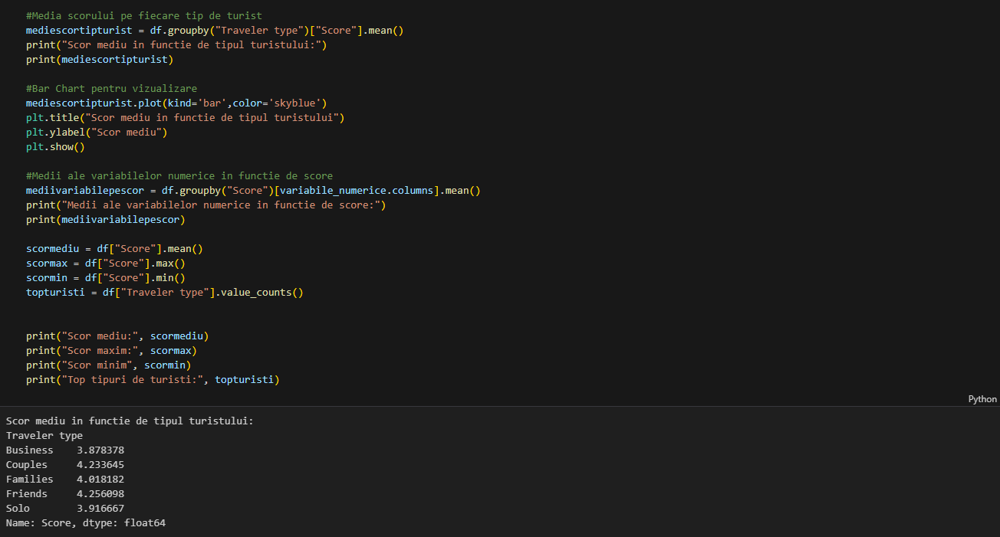 #Media scorului pe fiecare tip de turist
mediescortipturist = df.groupby("Traveler type")["Score"].mean()
print("Scor mediu in functie de tipul turistului:")
print(mediescortipturist)
#Bar Chart pentru vizualizare
mediescortipturist.plot(kind='bar',color='skyblue')
plt.title("Scor mediu in functie de tipul turistului")
plt.ylabel("Scor mediu")
plt.show()
#Medii ale variabilelor numerice in functie de score
mediivariabilepescor = df.groupby("Score")[variabile_numerice.columns].mean()
print("Medii ale variabilelor numerice in functie de score:")
print(mediivariabilepescor)
scormediu = df["Score"].mean()
scormax = df["Score"].max()
scormin = df["Score"].min()
topturisti = df["Traveler type"].value_counts()
print("Scor mediu:", scormediu)
print("Scor maxim:", scormax)
print("Scor minim", scormin)
print("Top tipuri de turisti:", topturisti)
Python
Scor mediu in functie de tipul turistului:
Traveler type
Business    3.878378
Couples     4.233645
Families    4.018182
Friends     4.256098
Solo        3.916667
Name: Score, dtype: float64